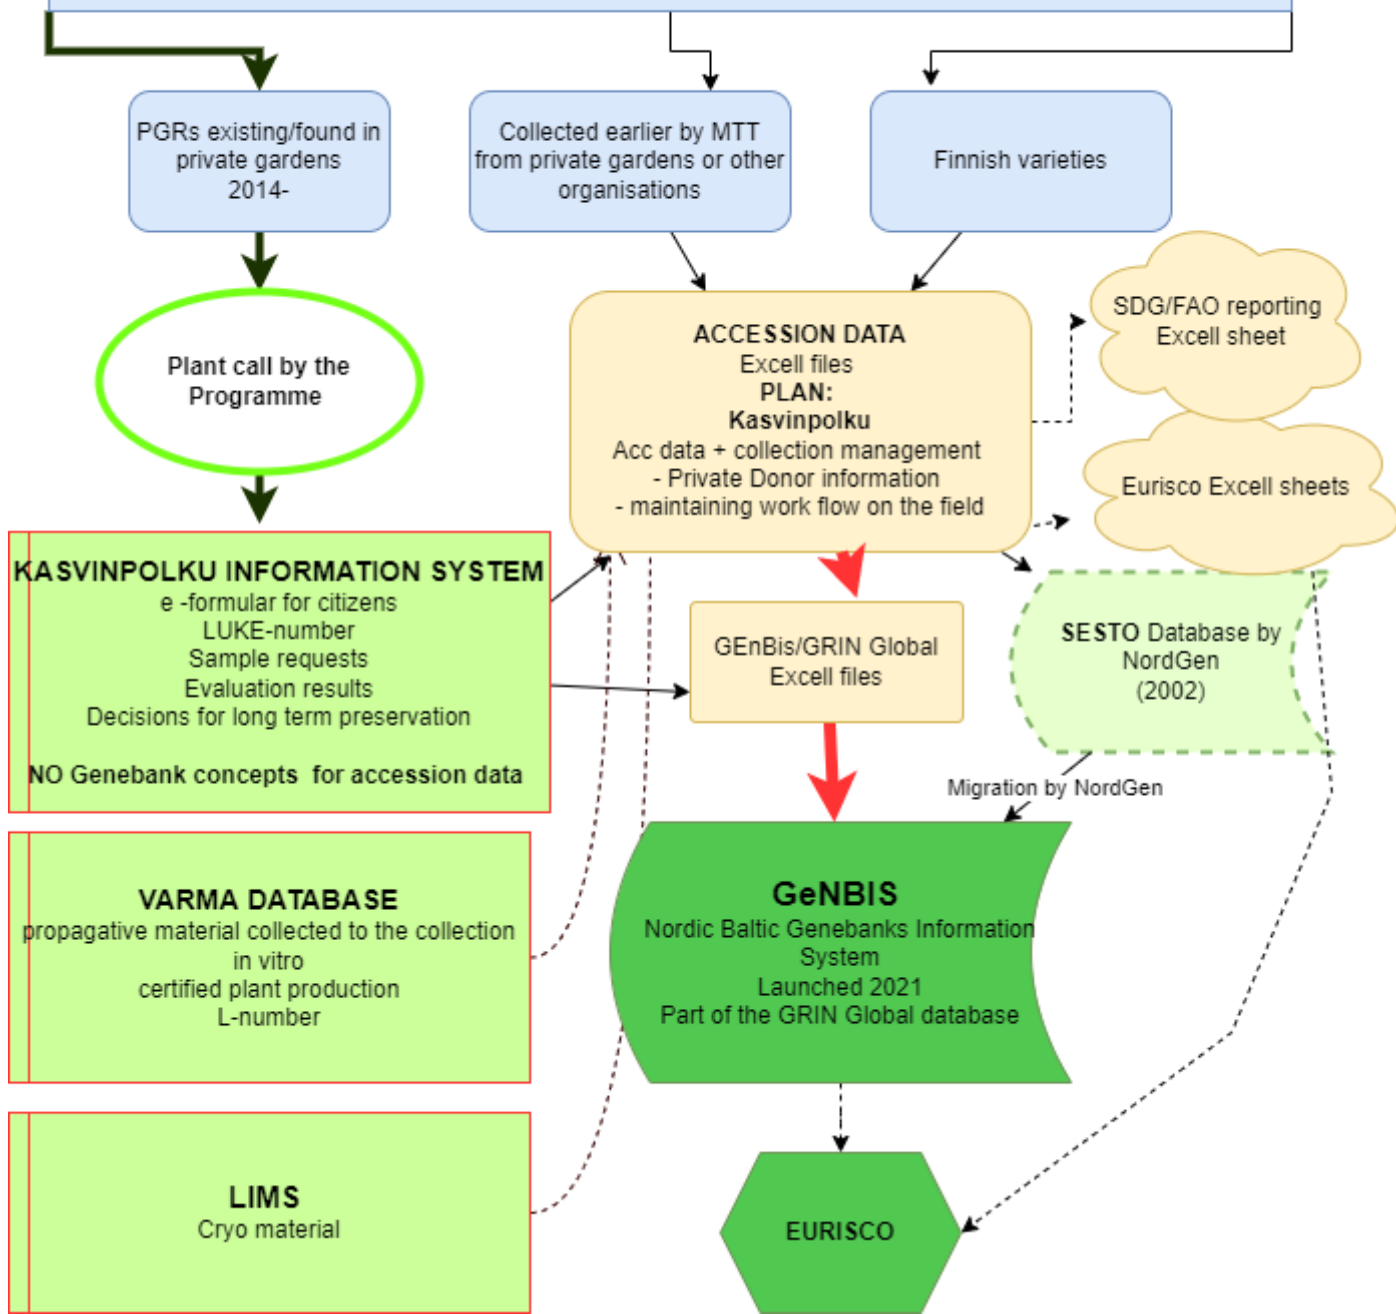 PGRs existing/found in
private gardens
2014-
Collected earlier by MTT
from private gardens or other
organisations
Finnish varieties
Plant call by the
Programme
ACCESSION DATA
Excell files
PLAN:
Kasvinpolku
Acc data + collection management
- Private Donor information
- maintaining work flow on the field
SDG/FAO reporting
Excell sheet
Eurisco Excell sheets
KASVINPOLKU INFORMATION SYSTEM
e -formular for citizens
LUKE-number
Sample requests
Evaluation results
Decisions for long term preservation
NO Genebank concepts  for accession data
GEnBis/GRIN Global
Excell files
SESTO Database by
NordGen
(2002)
Migration by NordGen
VARMA DATABASE
propagative material collected to the collection
in vitro
certified plant production
L-number
GeNBIS
Nordic Baltic Genebanks Information
System
Launched 2021
Part of the GRIN Global database
LIMS
Cryo material
EURISCO